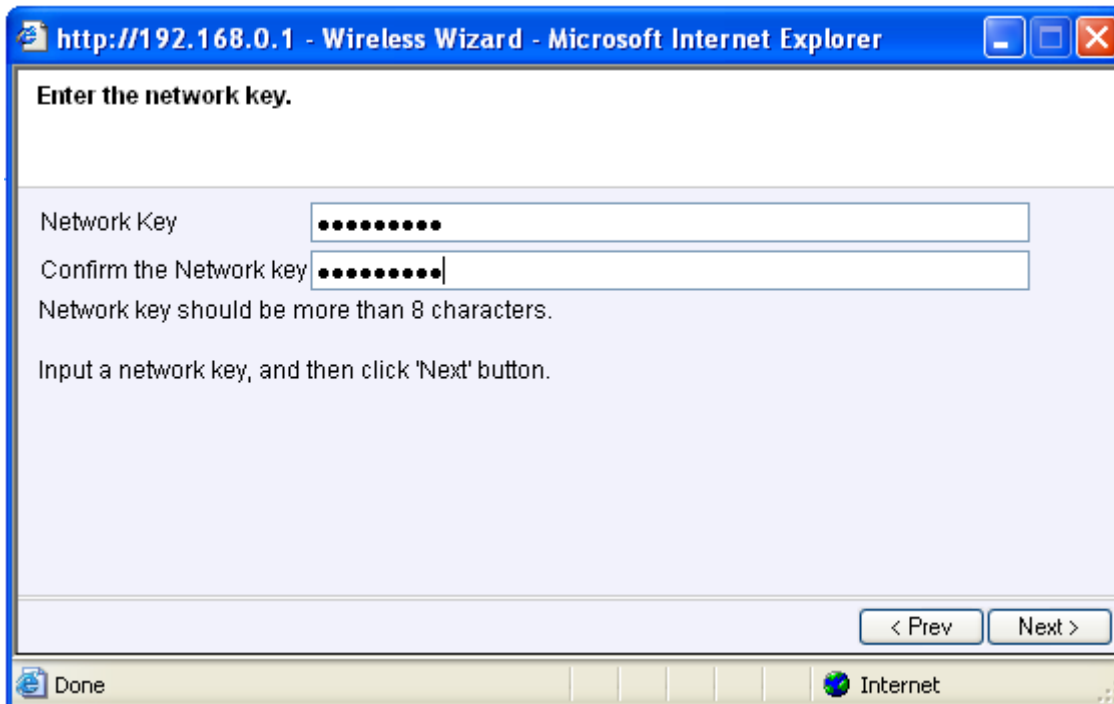 http://192.168.0.1 - Wireless Wizard - Microsoft Internet Explorer
Enter the network key.
Network Key •••••••••
Confirm the Network key •••••••••
Network key should be more than 8 characters.
Input a network key, and then click 'Next' button.
< Prev Next >
Done Internet